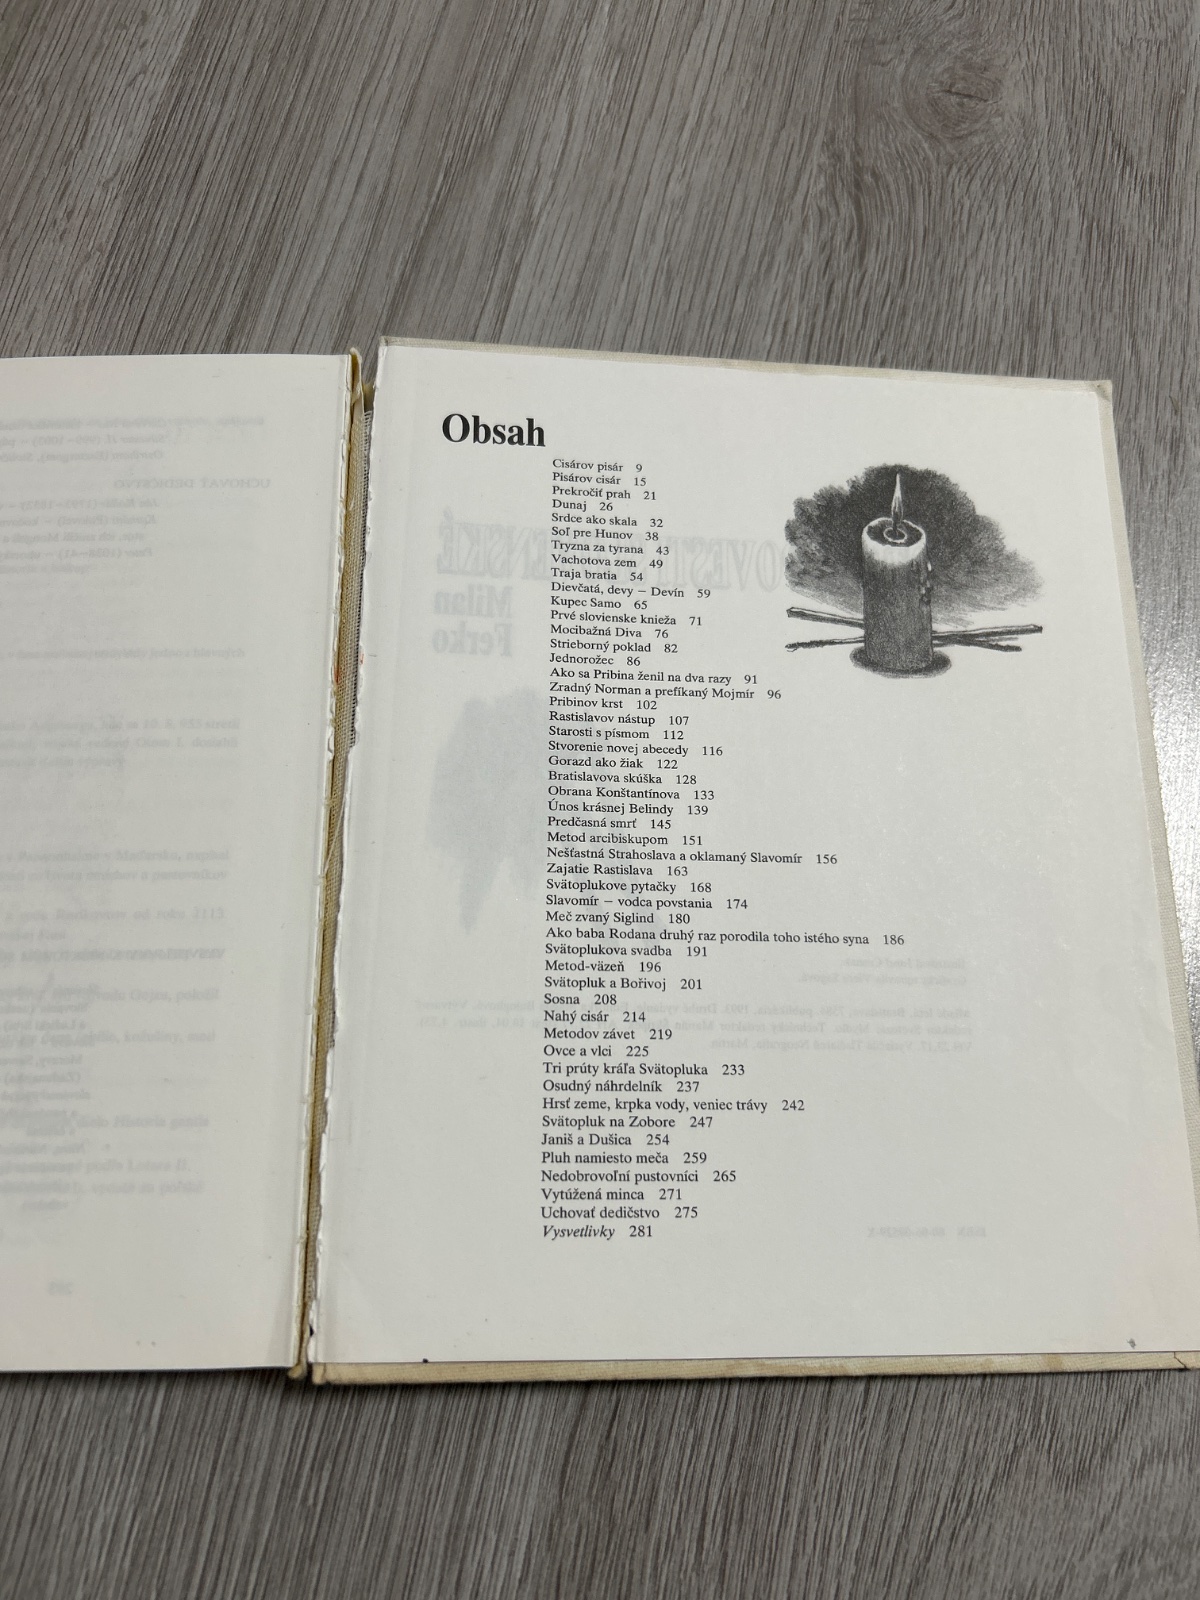 Obsah
Cisárov pisár 9
Pisárov cisár 15
Prekročiť prah 21
Dunaj 26
Srdce ako skala 32
Soľ pre Hunov 38
Tryzna za tyrana 43
Vachotova zem 49
Traja bratia 54
Dievčatá, devy – Devín 59
Kupec Samo 65
Prvé slovienske knieža 71
Mocibažná Diva 76
Strieborný poklad 82
Jednorožec 86
Ako sa Pribina ženil na dva razy 91
Zradný Norman a prefíkaný Mojmír 96
Pribinov krst 102
Rastislavov nástup 107
Starosti s písmom 112
Stvorenie novej abecedy 116
Gorazd ako žiak 122
Bratislavova skúška 128
Obrana Konštantínova 133
Únos krásnej Belindy 139
Predčasná smrť 145
Metod arcibiskupom 151
Nešťastná Strahoslava a oklamaný Slavomír 156
Zajatie Rastislava 163
Svätoplukove pytačky 168
Slavomír – vodca povstania 174
Meč zvaný Siglind 180
Ako baba Rodana druhý raz porodila toho istého syna 186
Svätoplukova svadba 191
Metod-väzeň 196
Svätopluk a Bořivoj 201
Sosna 208
Nahý cisár 214
Metodov závet 219
Ovce a vlci 225
Tri prúty kráľa Svätopluka 233
Osudný náhrdelník 237
Hrsť zeme, krpka vody, veniec trávy 242
Svätopluk na Zobore 247
Janiš a Dušica 254
Pluh namiesto meča 259
Nedobrovoľní pustovníci 265
Vytúžená minca 271
Uchovať dedičstvo 275
Vysvetlivky 281